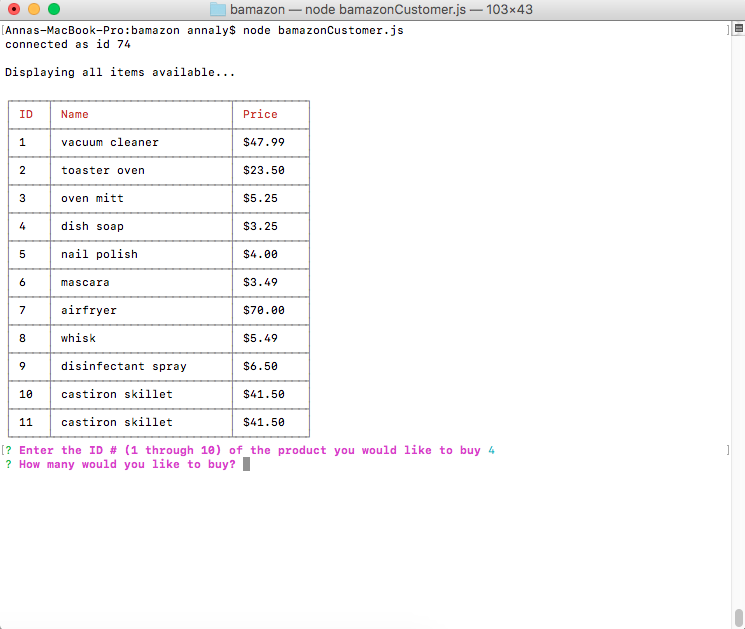 bamazon — node bamazonCustomer.js — 103×43
[Annas-MacBook-Pro:bamazon annaly$ node bamazonCustomer.js ]
connected as id 74
Displaying all items available...
ID Name Price
1 vacuum cleaner $47.99
2 toaster oven $23.50
3 oven mitt $5.25
4 dish soap $3.25
5 nail polish $4.00
6 mascara $3.49
7 airfryer $70.00
8 whisk $5.49
9 disinfectant spray $6.50
10 castiron skillet $41.50
11 castiron skillet $41.50
[? Enter the ID # (1 through 10) of the product you would like to buy 4 ]
? How many would you like to buy?